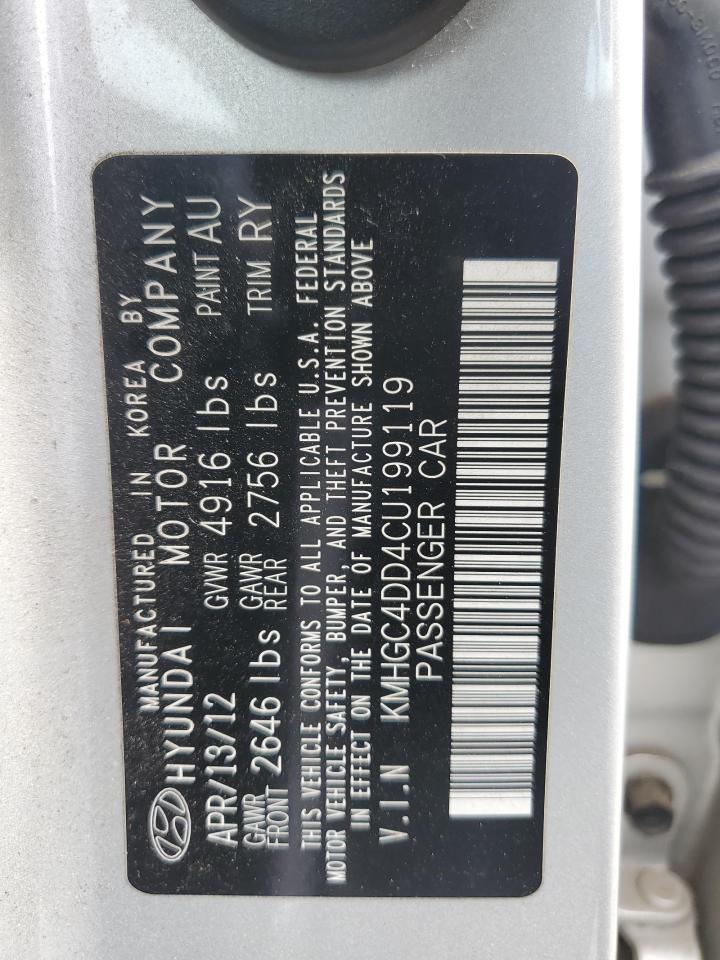 MANUFACTURED IN KOREA BY
HYUNDAI MOTOR COMPANY
APR/13/12 GVWR 4916 lbs PAINT AU
GAWR FRONT 2646 lbs GAWR REAR 2756 lbs TRIM RY
THIS VEHICLE CONFORMS TO ALL APPLICABLE U.S.A. FEDERAL
MOTOR VEHICLE SAFETY, BUMPER, AND THEFT PREVENTION STANDARDS
IN EFFECT ON THE DATE OF MANUFACTURE SHOWN ABOVE
V.I.N KMHGC4DD4CU199119
PASSENGER CAR